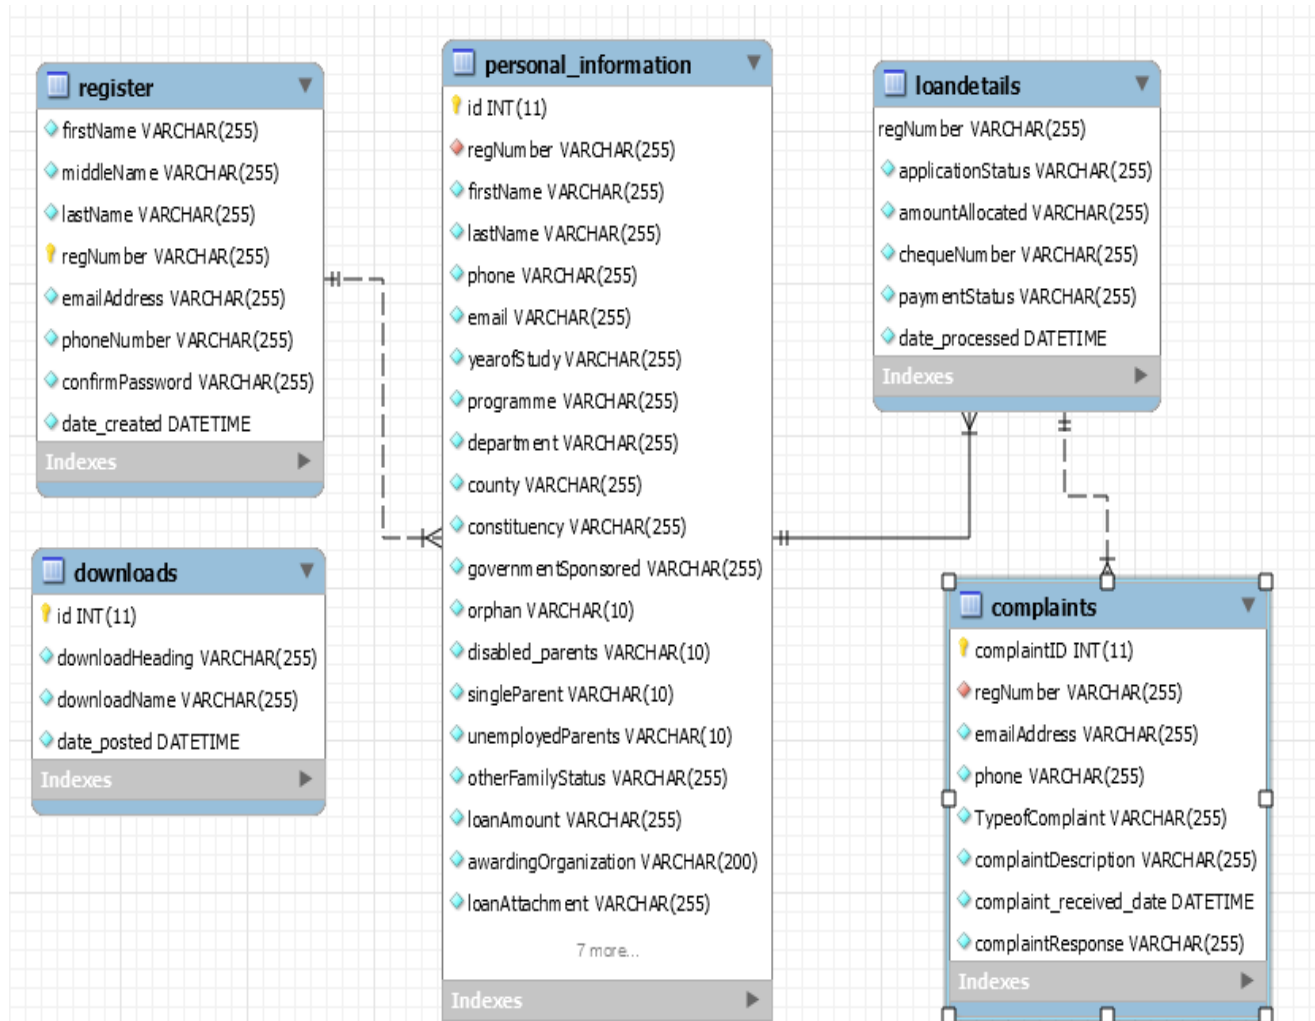 register
firstName VARCHAR(255)
middleName VARCHAR(255)
lastName VARCHAR(255)
regNumber VARCHAR(255)
emailAddress VARCHAR(255)
phoneNumber VARCHAR(255)
confirmPassword VARCHAR(255)
date_created DATETIME
Indexes
downloads
id INT(11)
downloadHeading VARCHAR(255)
downloadName VARCHAR(255)
date_posted DATETIME
Indexes
personal_information
id INT(11)
regNumber VARCHAR(255)
firstName VARCHAR(255)
lastName VARCHAR(255)
phone VARCHAR(255)
email VARCHAR(255)
yearofStudy VARCHAR(255)
programme VARCHAR(255)
department VARCHAR(255)
county VARCHAR(255)
constituency VARCHAR(255)
governmentSponsored VARCHAR(255)
orphan VARCHAR(10)
disabled_parents VARCHAR(10)
singleParent VARCHAR(10)
unemployedParents VARCHAR(10)
otherFamilyStatus VARCHAR(255)
loanAmount VARCHAR(255)
awardingOrganization VARCHAR(200)
loanAttachment VARCHAR(255)
7 more...
Indexes
loandetails
regNumber VARCHAR(255)
applicationStatus VARCHAR(255)
amountAllocated VARCHAR(255)
chequeNumber VARCHAR(255)
paymentStatus VARCHAR(255)
date_processed DATETIME
Indexes
complaints
complaintID INT(11)
regNumber VARCHAR(255)
emailAddress VARCHAR(255)
phone VARCHAR(255)
TypeofComplaint VARCHAR(255)
complaintDescription VARCHAR(255)
complaint_received_date DATETIME
complaintResponse VARCHAR(255)
Indexes